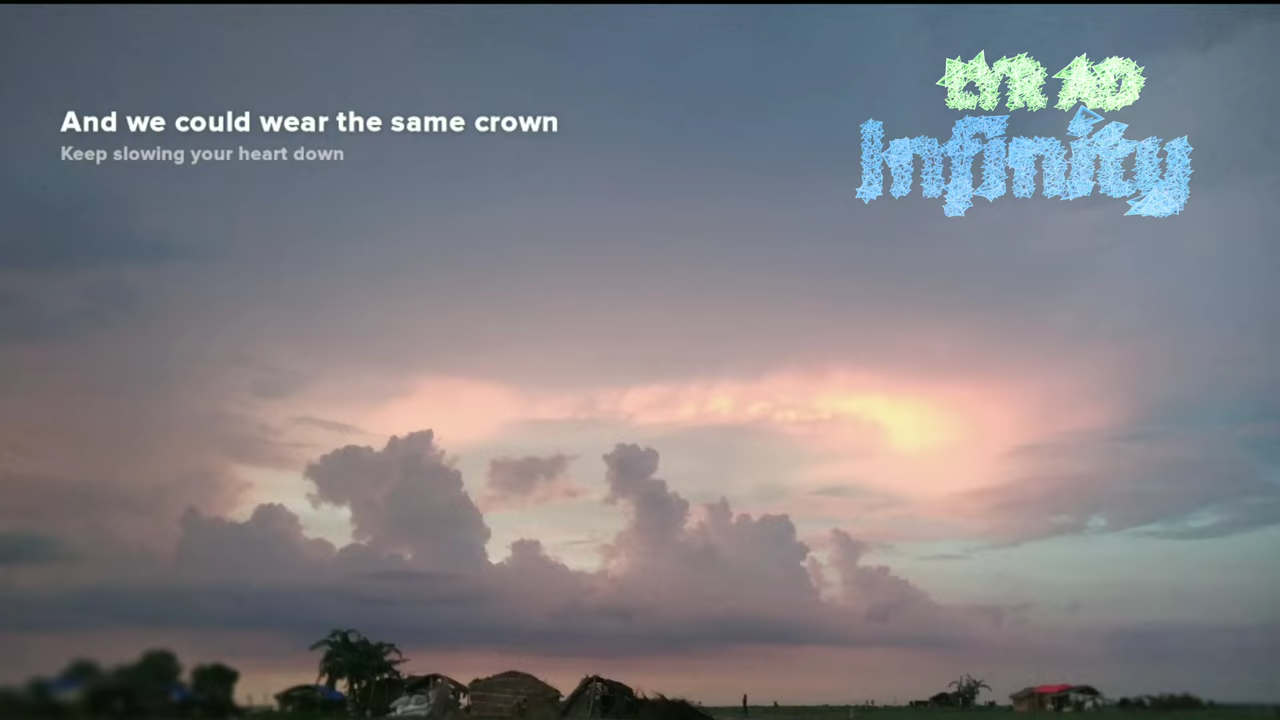 And we could wear the same crown
Keep slowing your heart down
Infinity